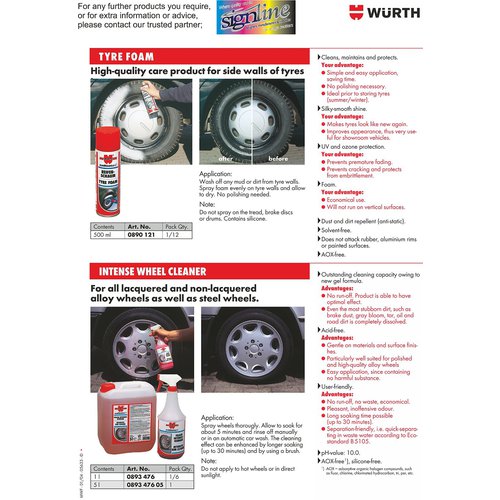 For any further products you require,
or for extra information or advice,
please contact our trusted partner;
signline
WÜRTH
TYRE FOAM
High-quality care product for side walls of tyres
after
before
Application:
Wash off any mud or dirt from tyre walls.
Spray foam evenly on tyre walls and allow
to dry. No polishing needed.
Note:
Do not spray on the tread, brake discs
or drums. Contains silicone.
Contents Art. No. Pack Qty.
500 ml 0890 121 1/12
Cleans, maintains and protects.
Your advantage:
● Simple and easy application,
saving time.
● No polishing necessary.
● Ideal prior to storing tyres
(summer/winter).
Silky-smooth shine.
Your advantage:
● Makes tyres look like new again.
● Improves appearance, thus very use-
ful for showroom vehicles.
UV and ozone protection.
Your advantage:
● Prevents premature fading.
● Prevents cracking and protects
from embrittlement.
Foam.
Your advantage:
● Economical use.
● Will not run on vertical surfaces.
Dust and dirt repellent (anti-static).
Solvent-free.
Does not attack rubber, aluminium rims
or painted surfaces.
AOX-free.
INTENSE WHEEL CLEANER
For all lacquered and non-lacquered
alloy wheels as well as steel wheels.
Application:
Spray wheels thoroughly. Allow to soak for
about 5 minutes and rinse off manually
or in an automatic car wash. The cleaning
effect can be enhanced by longer soaking
(up to 30 minutes) and by using a brush.
Note:
Do not apply to hot wheels or in direct
sunlight.
Contents Art. No. Pack Qty.
1 l 0893 476 1/6
5 l 0893 476 05 1
Outstanding cleaning capacity owing to
new gel formula.
Advantages:
● No run-off. Product is able to have
optimal effect.
● Even the most stubborn dirt, such as
brake dust, gray bloom, tar, oil and
road dirt is completely dissolved.
Acid-free.
Advantages:
● Gentle on materials and surface finis-
hes.
● Particularly well suited for polished
and high-quality alloy wheels
● Easy application, since containing
no harmful substance.
User-friendly.
Advantages:
● No run-off, no waste, economical.
● Pleasant, inoffensive odour.
● Long soaking time possible
(up to 30 minutes).
● Separation-friendly, i.e. quick-separa-
ting in waste water according to Eco-
standard B 5105.
pH-value: 10.0.
AOX-free¹), silicone-free.
¹) AOX = adsorptive organic halogen compounds, such
as fluor, chlorine, chlorinated hydrocarbon, tri, per, etc.